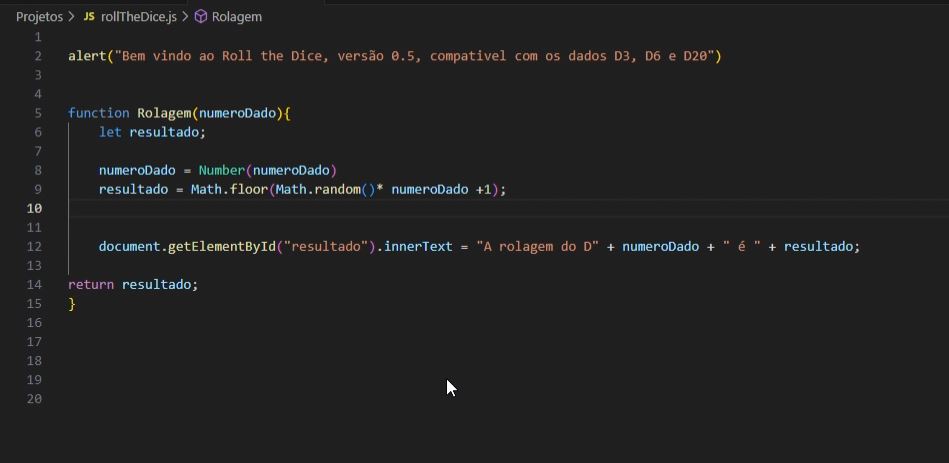 Projetos > JS rollTheDice.js > Rolagem
1
2 alert("Bem vindo ao Roll the Dice, versão 0.5, compativel com os dados D3, D6 e D20")
3
4
5 function Rolagem(numeroDado){
6 let resultado;
7
8 numeroDado = Number(numeroDado)
9 resultado = Math.floor(Math.random()* numeroDado +1);
10
11
12 document.getElementById("resultado").innerText = "A rolagem do D" + numeroDado + " é " + resultado;
13
14 return resultado;
15 }
16
17
18
19
20